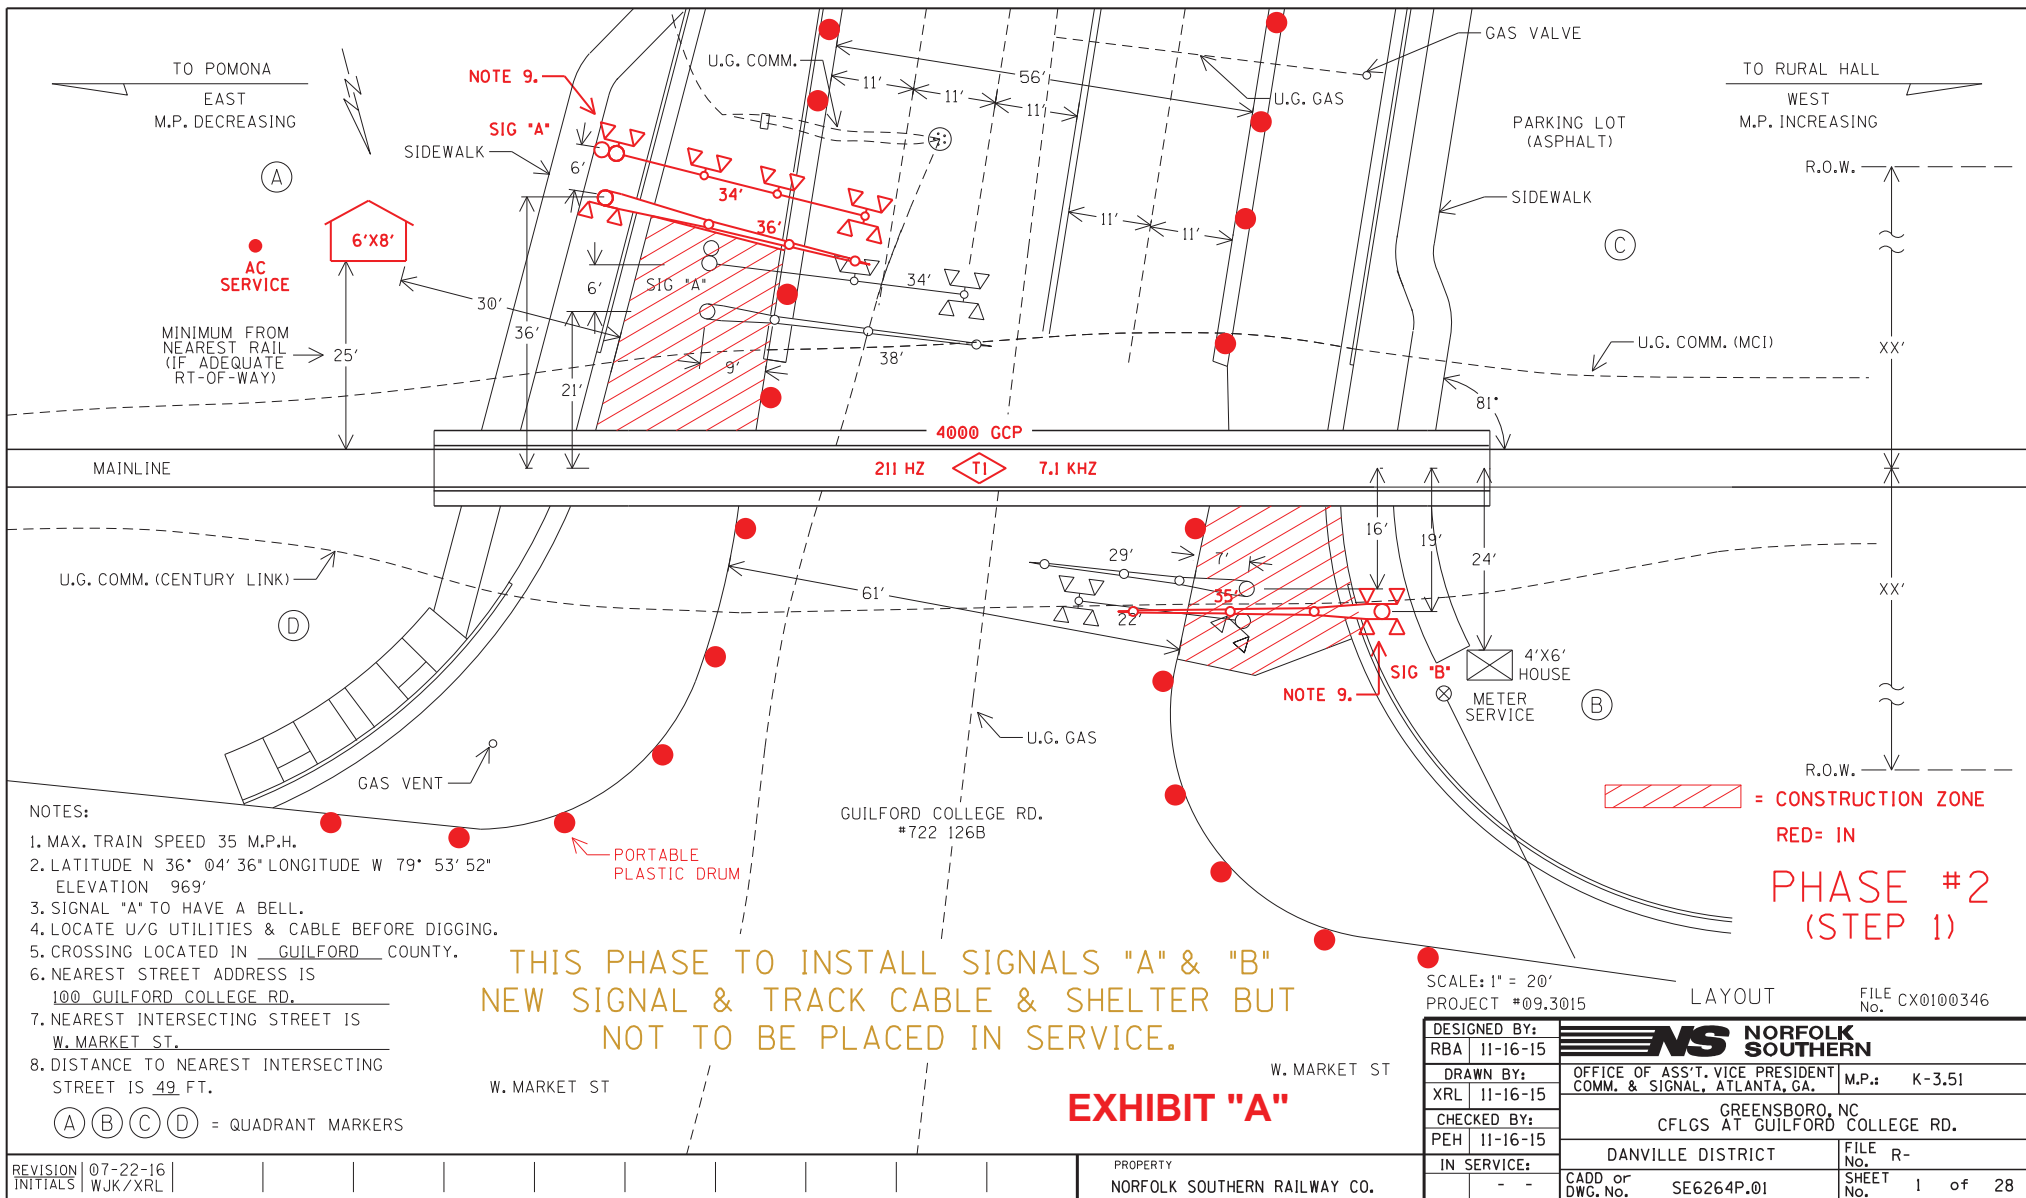 TO POMONA
EAST
M.P. DECREASING
A
NOTE 9.
SIG "A"
SIDEWALK
6'
U.G. COMM.
56'
11'
11'
11'
U.G. GAS
GAS VALVE
TO RURAL HALL
WEST
M.P. INCREASING
PARKING LOT
(ASPHALT)
R.O.W.
SIDEWALK
C
34'
36'
11'
11'
6'X8'
AC
SERVICE
30'
36'
6'
SIG "A"
34'
21'
9'
38'
MINIMUM FROM
NEAREST RAIL
(IF ADEQUATE
RT-OF-WAY)
25'
U.G. COMM. (MCI)
XX'
81°
4000 GCP
MAINLINE
211 HZ
T1
7.1 KHZ
16'
19'
24'
29'
7'
U.G. COMM. (CENTURY LINK)
61'
35'
22'
XX'
D
SIG "B"
NOTE 9.
4'X6'
HOUSE
METER
SERVICE
B
U.G. GAS
GAS VENT
R.O.W.
= CONSTRUCTION ZONE
RED= IN
PHASE #2
(STEP 1)
GUILFORD COLLEGE RD.
#722 126B
PORTABLE
PLASTIC DRUM
NOTES:
1. MAX. TRAIN SPEED 35 M.P.H.
2. LATITUDE N 36° 04' 36" LONGITUDE W 79° 53' 52"
ELEVATION 969'
3. SIGNAL "A" TO HAVE A BELL.
4. LOCATE U/G UTILITIES & CABLE BEFORE DIGGING.
5. CROSSING LOCATED IN GUILFORD COUNTY.
6. NEAREST STREET ADDRESS IS
100 GUILFORD COLLEGE RD.
7. NEAREST INTERSECTING STREET IS
W. MARKET ST.
8. DISTANCE TO NEAREST INTERSECTING
STREET IS 49 FT.
A B C D = QUADRANT MARKERS
THIS PHASE TO INSTALL SIGNALS "A" & "B"
NEW SIGNAL & TRACK CABLE & SHELTER BUT
NOT TO BE PLACED IN SERVICE.
W. MARKET ST
W. MARKET ST
EXHIBIT "A"
SCALE: 1" = 20'
PROJECT #09.3015
LAYOUT
FILE No. CX0100346
DESIGNED BY:
RBA 11-16-15
DRAWN BY:
XRL 11-16-15
CHECKED BY:
PEH 11-16-15
IN SERVICE:
- -
NS NORFOLK
SOUTHERN
OFFICE OF ASS'T. VICE PRESIDENT
COMM. & SIGNAL, ATLANTA, GA.
M.P.: K-3.51
GREENSBORO, NC
CFLGS AT GUILFORD COLLEGE RD.
DANVILLE DISTRICT
FILE No. R-
CADD or DWG. No. SE6264P.01
SHEET No. 1 of 28
REVISION 07-22-16
INITIALS WJK/XRL
PROPERTY
NORFOLK SOUTHERN RAILWAY CO.